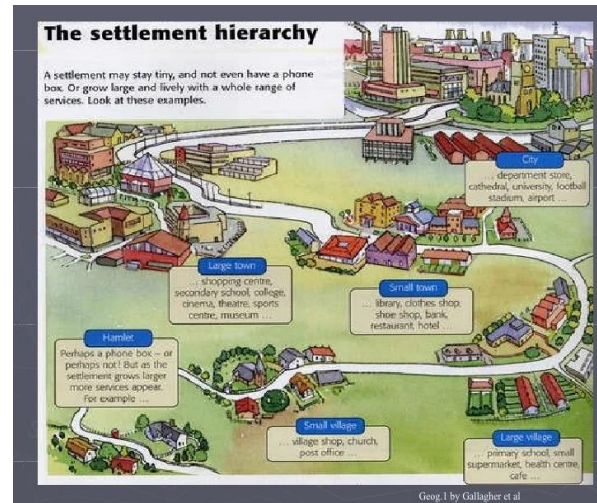 The settlement hierarchy
A settlement may stay tiny, and not even have a phone
box. Or grow large and lively with a whole range of
services. Look at these examples.
City
... department store,
cathedral, university, football
stadium, airport ...
Large town
... shopping centre,
secondary school, college,
cinema, theatre, sports
centre, museum ...
Small town
... library, clothes shop,
shoe shop, bank,
restaurant, hotel ...
Hamlet
Perhaps a phone box – or
perhaps not! But as the
settlement grows larger
more services appear.
For example ...
Small village
... village shop, church,
post office ...
Large village
... primary school, small
supermarket, health centre,
cafe ...
Geog.1 by Gallagher et al